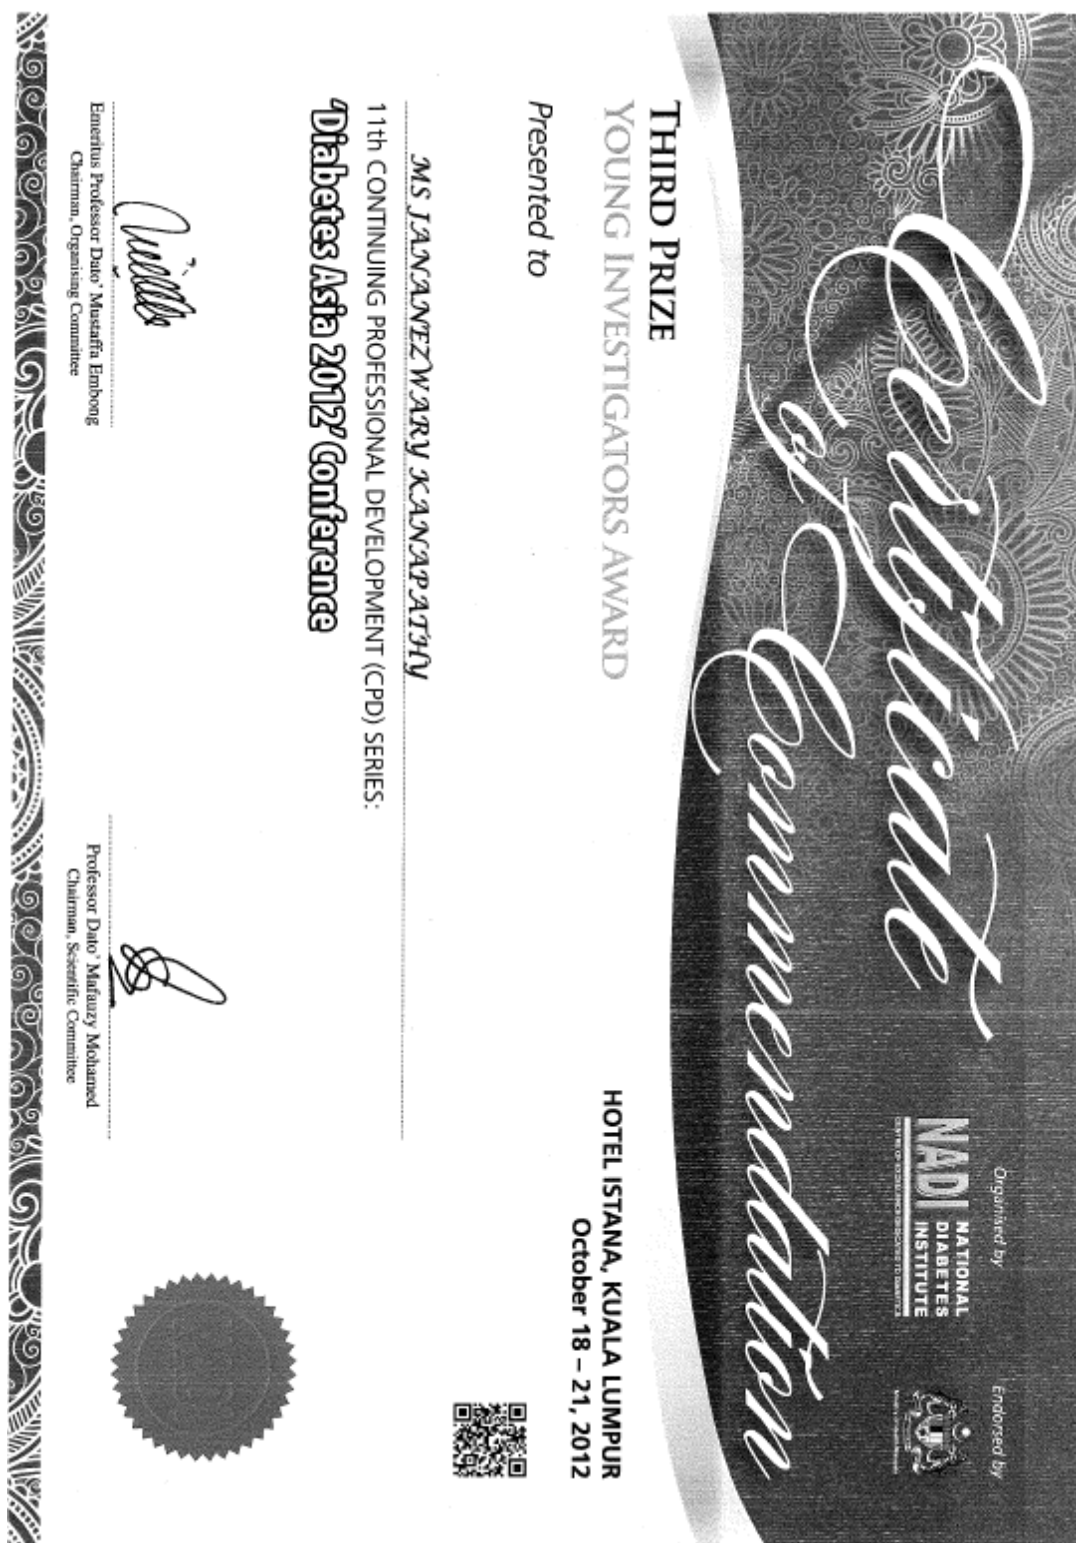 Certificate
of Commendation
Organised by
NADI NATIONAL
DIABETES
INSTITUTE
Endorsed by
THIRD PRIZE
YOUNG INVESTIGATORS AWARD
HOTEL ISTANA, KUALA LUMPUR
October 18 – 21, 2012
Presented to
MS JANANEZWARY KANAPATHY
11th CONTINUING PROFESSIONAL DEVELOPMENT (CPD) SERIES:
'Diabetes Asia 2012' Conference
Emeritus Professor Dato' Mustaffa Embong
Chairman, Organising Committee
Professor Dato' Mafauzy Mohamed
Chairman, Scientific Committee